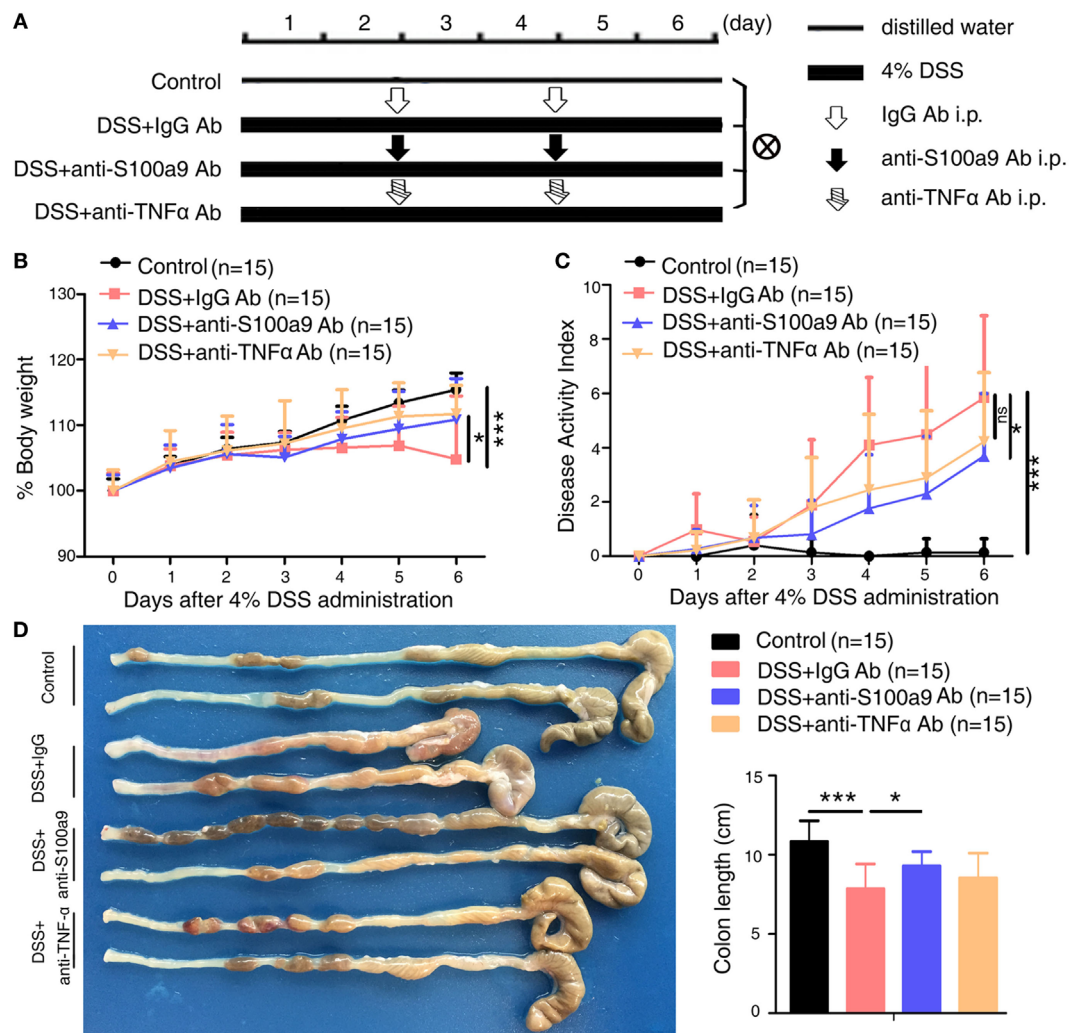 A
1 2 3 4 5 6 (day)
Control
DSS+IgG Ab
DSS+anti-S100a9 Ab
DSS+anti-TNFα Ab
distilled water
4% DSS
IgG Ab i.p.
anti-S100a9 Ab i.p.
anti-TNFα Ab i.p.
B
Control (n=15)
DSS+IgG Ab (n=15)
DSS+anti-S100a9 Ab (n=15)
DSS+anti-TNFα Ab (n=15)
% Body weight
130
120
110
100
90
0 1 2 3 4 5 6
Days after 4% DSS administration
*
***
C
Control (n=15)
DSS+IgG Ab (n=15)
DSS+anti-S100a9 Ab (n=15)
DSS+anti-TNFα Ab (n=15)
Disease Activity Index
10
8
6
4
2
0
0 1 2 3 4 5 6
Days after 4% DSS administration
ns
*
***
D
Control
DSS+IgG
DSS+
anti-S100a9
DSS+
anti-TNF-α
Control (n=15)
DSS+IgG Ab (n=15)
DSS+anti-S100a9 Ab (n=15)
DSS+anti-TNFα Ab (n=15)
Colon length (cm)
15
10
5
0
***
*